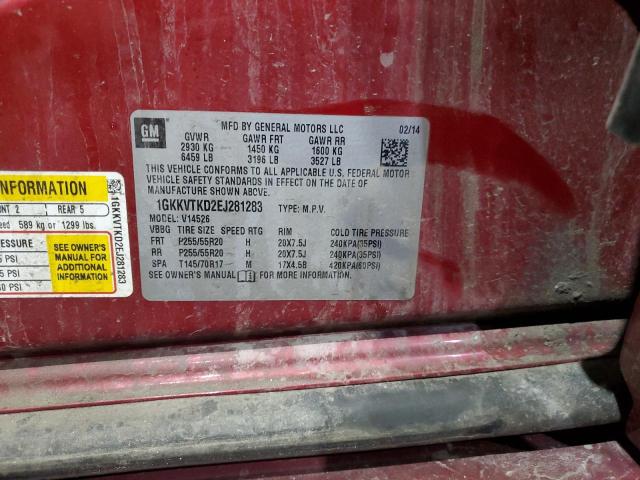 GM
MFD BY GENERAL MOTORS LLC 02/14
GVWR GAWR FRT GAWR RR
2930 KG 1450 KG 1600 KG
6459 LB 3196 LB 3527 LB
THIS VEHICLE CONFORMS TO ALL APPLICABLE U.S. FEDERAL MOTOR
VEHICLE SAFETY STANDARDS IN EFFECT ON THE DATE OF
MANUFACTURE SHOWN ABOVE.
1GKKVTKD2EJ281283 TYPE: M.P.V.
MODEL: V14526
VBBG TIRE SIZE SPEED RTG RIM COLD TIRE PRESSURE
FRT P255/55R20 H 20X7.5J 240KPA(35PSI)
RR P255/55R20 H 20X7.5J 240KPA(35PSI)
SPA T145/70R17 M 17X4.5B 420KPA(60PSI)
SEE OWNER'S MANUAL FOR MORE INFORMATION.
INFORMATION
2 REAR 5
589 kg or 1299 lbs.
SEE OWNER'S
MANUAL FOR
ADDITIONAL
INFORMATION
PSI
PSI
PSI
1GKKVTKD2EJ281283